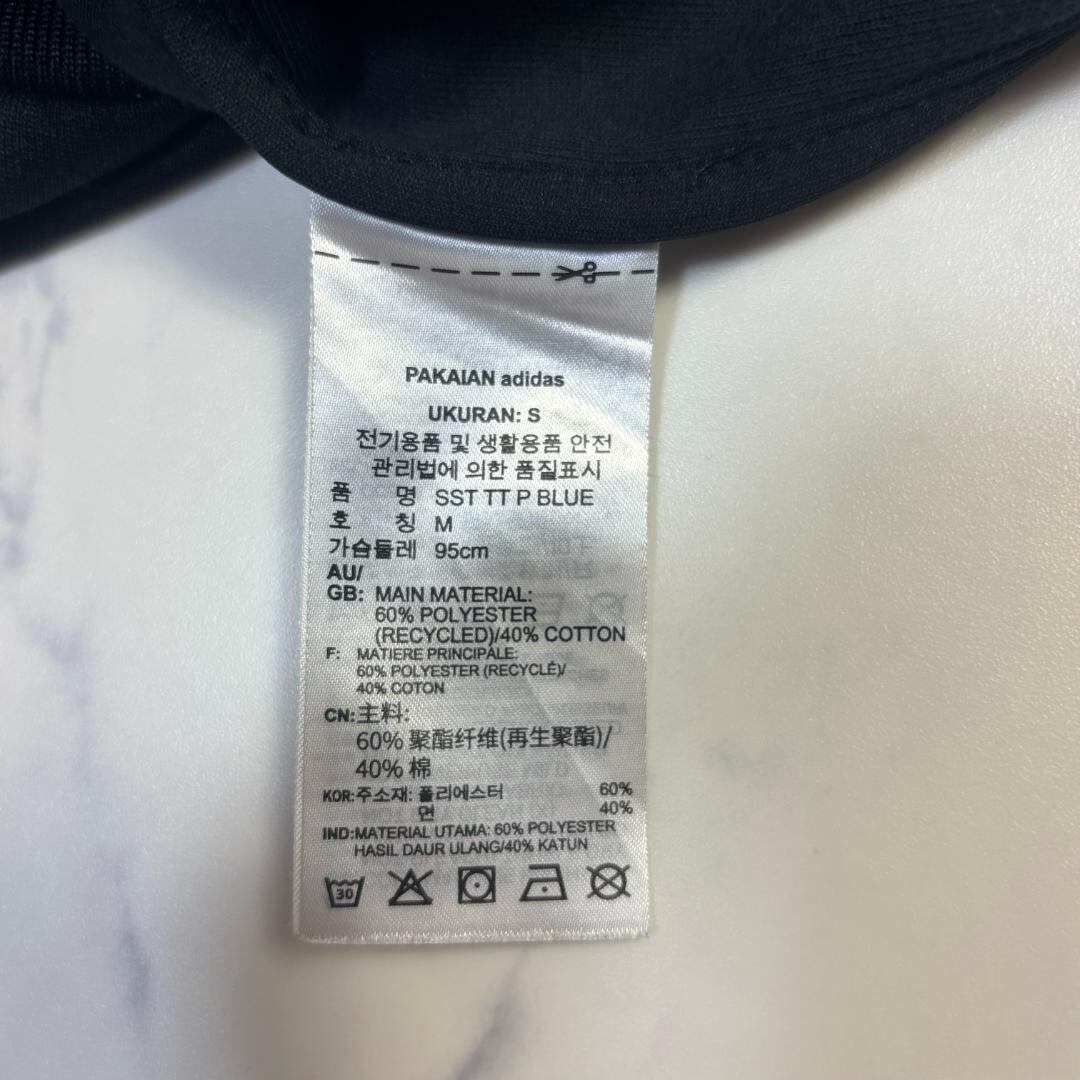 PAKAIAN adidas
UKURAN: S
전기용품 및 생활용품 안전
관리법에 의한 품질표시
품 명 SST TT P BLUE
호 칭 M
가슴둘레 95cm
AU/
GB: MAIN MATERIAL:
60% POLYESTER
(RECYCLED)/40% COTTON
F: MATIERE PRINCIPALE:
60% POLYESTER (RECYCLÉ)/
40% COTON
CN:主料:
60% 聚酯纤维(再生聚酯)/
40% 棉
KOR:주소재: 폴리에스터 60%
면 40%
IND:MATERIAL UTAMA: 60% POLYESTER
HASIL DAUR ULANG/40% KATUN
30